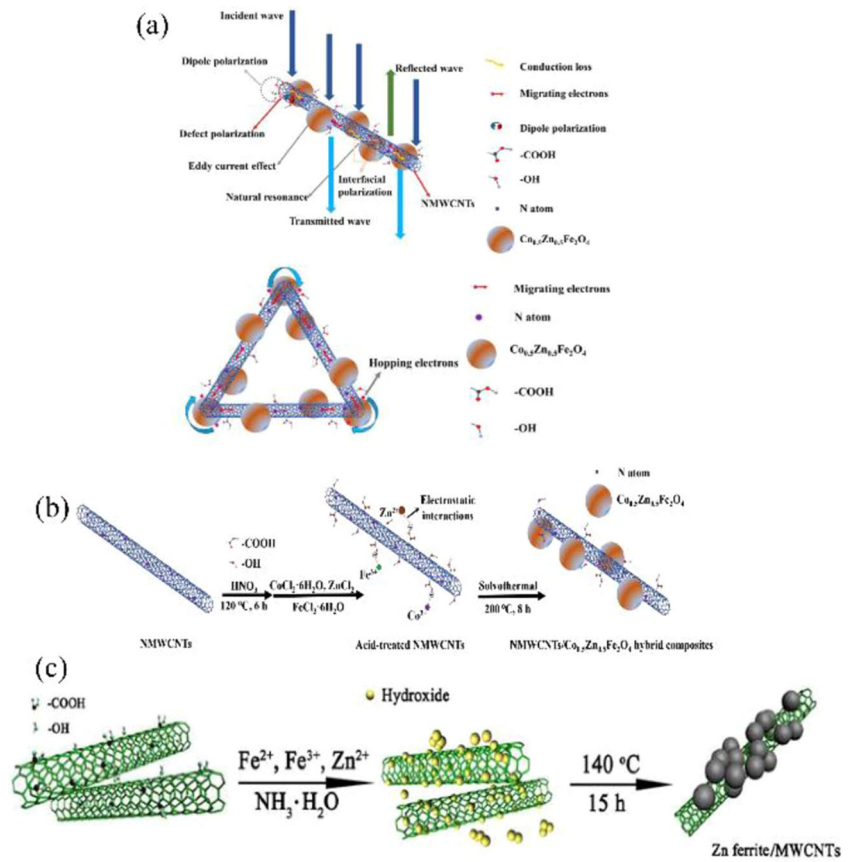 (a)
Incident wave
Dipole polarization
Reflected wave
Defect polarization
Eddy current effect
Natural resonance
Interfacial
polarization
NMWCNTs
Transmitted wave
Conduction loss
Migrating electrons
Dipole polarization
-COOH
-OH
N atom
Co0.5Zn0.5Fe2O4
Hopping electrons
Migrating electrons
N atom
Co0.5Zn0.5Fe2O4
-COOH
-OH
(b)
NMWCNTs
-COOH
-OH
HNO3
120 °C, 6 h
CoCl2·6H2O, ZnCl2
FeCl3·6H2O
Zn2+
Electrostatic
interactions
Fe3+
Acid-treated NMWCNTs
Solvothermal
200 °C, 8 h
N atom
Co0.5Zn0.5Fe2O4
NMWCNTs/Co0.5Zn0.5Fe2O4 hybrid composites
(c)
-COOH
-OH
Fe2+, Fe3+, Zn2+
NH3·H2O
Hydroxide
140 °C
15 h
Zn ferrite/MWCNTs